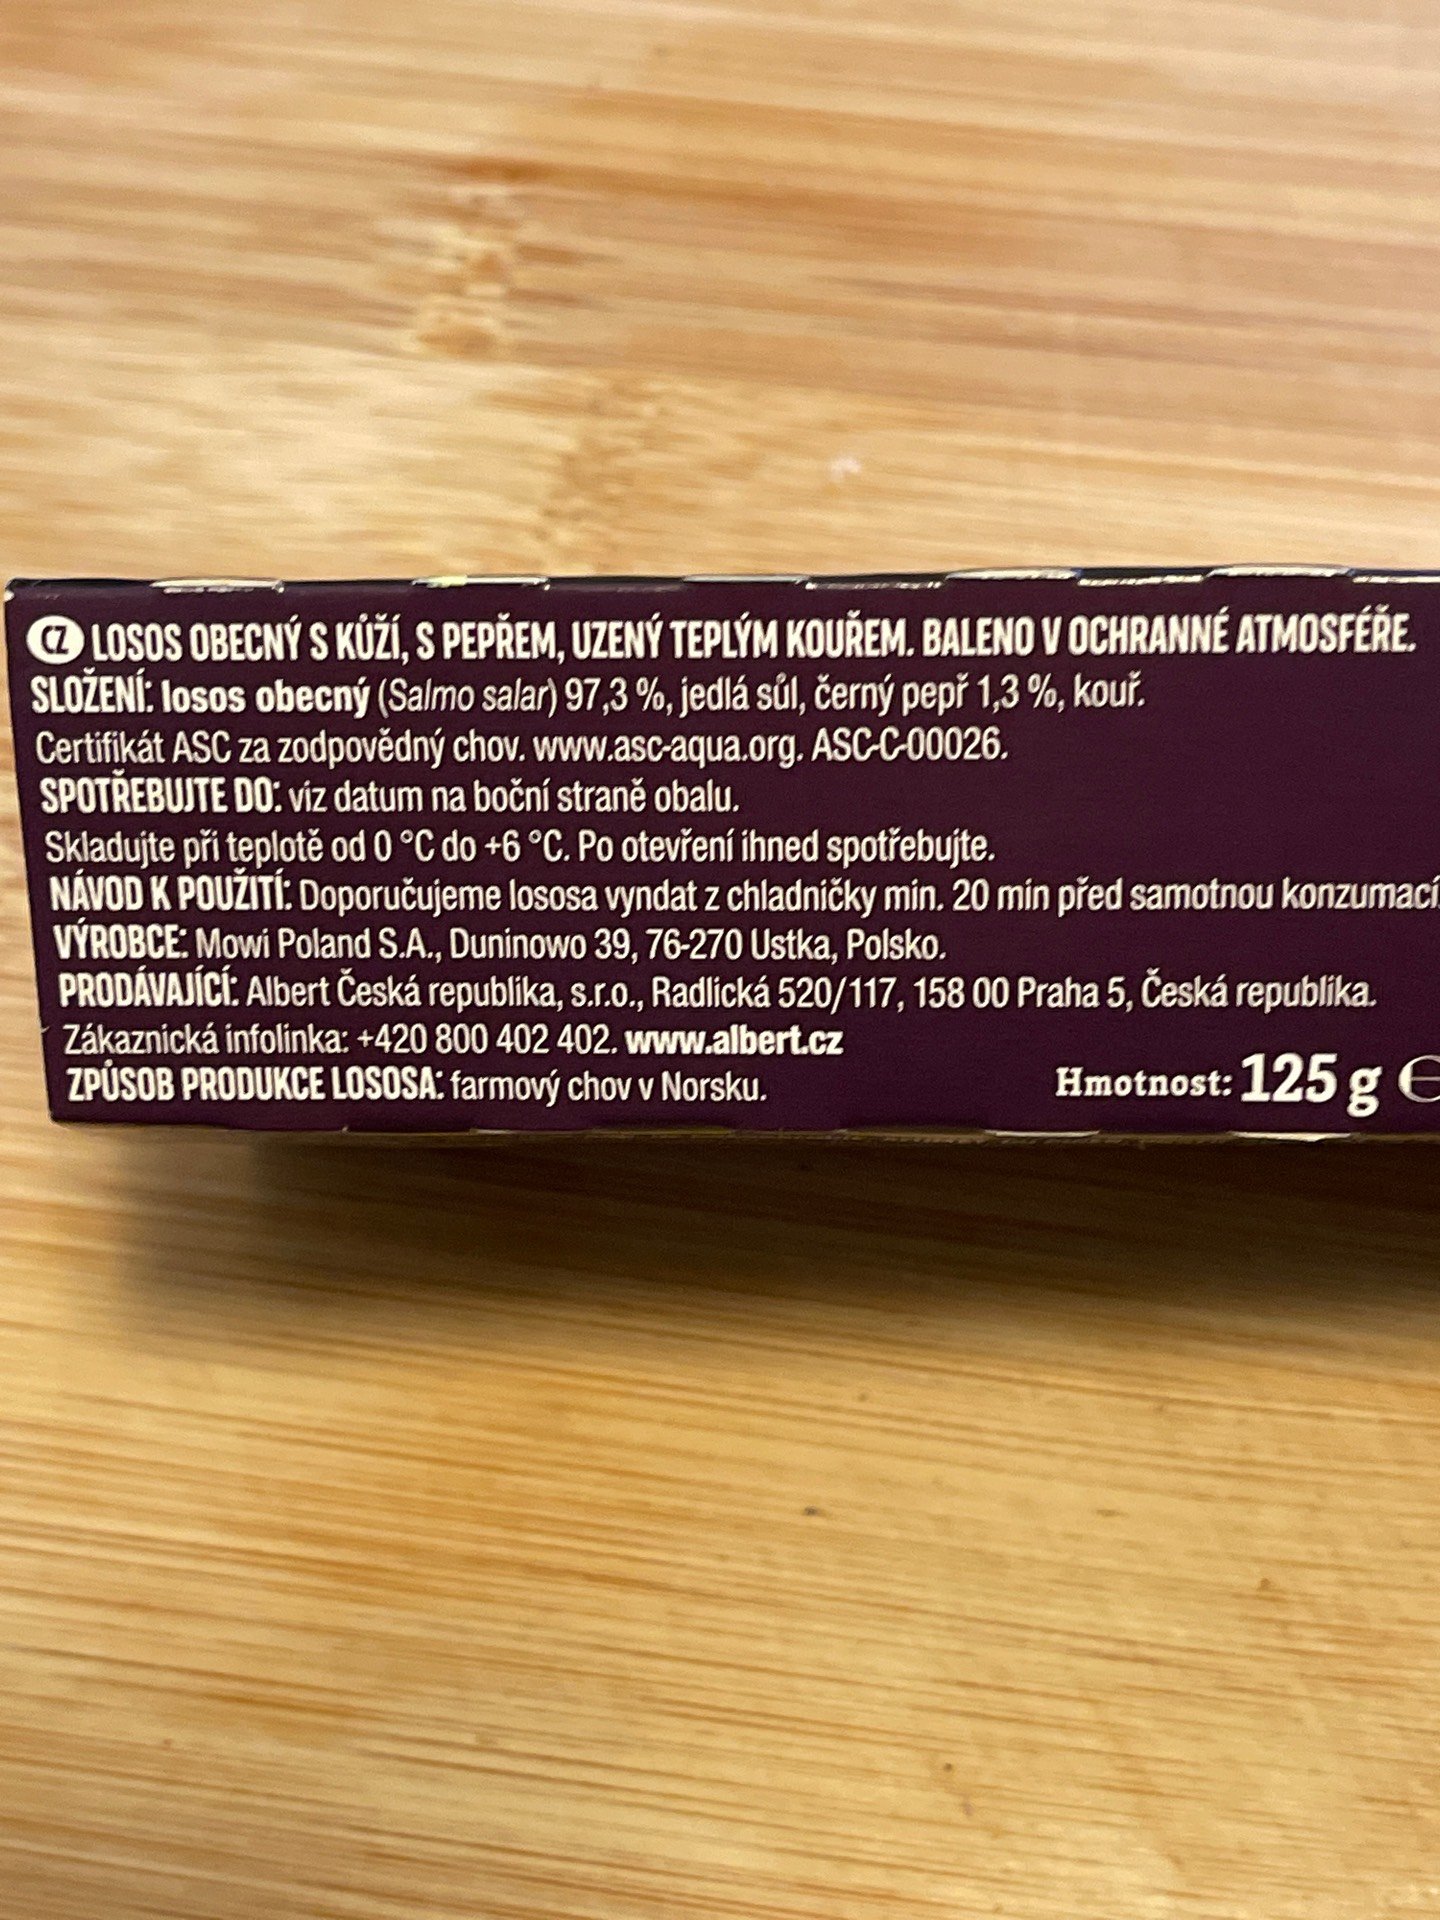 CZ LOSOS OBECNÝ S KŮŽÍ, S PEPŘEM, UZENÝ TEPLÝM KOUŘEM. BALENO V OCHRANNÉ ATMOSFÉŘE.
SLOŽENÍ: losos obecný (Salmo salar) 97,3 %, jedlá sůl, černý pepř 1,3 %, kouř.
Certifikát ASC za zodpovědný chov. www.asc-aqua.org. ASC-C-00026.
SPOTŘEBUJTE DO: viz datum na boční straně obalu.
Skladujte při teplotě od 0 °C do +6 °C. Po otevření ihned spotřebujte.
NÁVOD K POUŽITÍ: Doporučujeme lososa vyndat z chladničky min. 20 min před samotnou konzumací.
VÝROBCE: Mowi Poland S.A., Duninowo 39, 76-270 Ustka, Polsko.
PRODÁVAJÍCÍ: Albert Česká republika, s.r.o., Radlická 520/117, 158 00 Praha 5, Česká republika.
Zákaznická infolinka: +420 800 402 402. www.albert.cz
ZPŮSOB PRODUKCE LOSOSA: farmový chov v Norsku.
Hmotnost: 125 g ℮